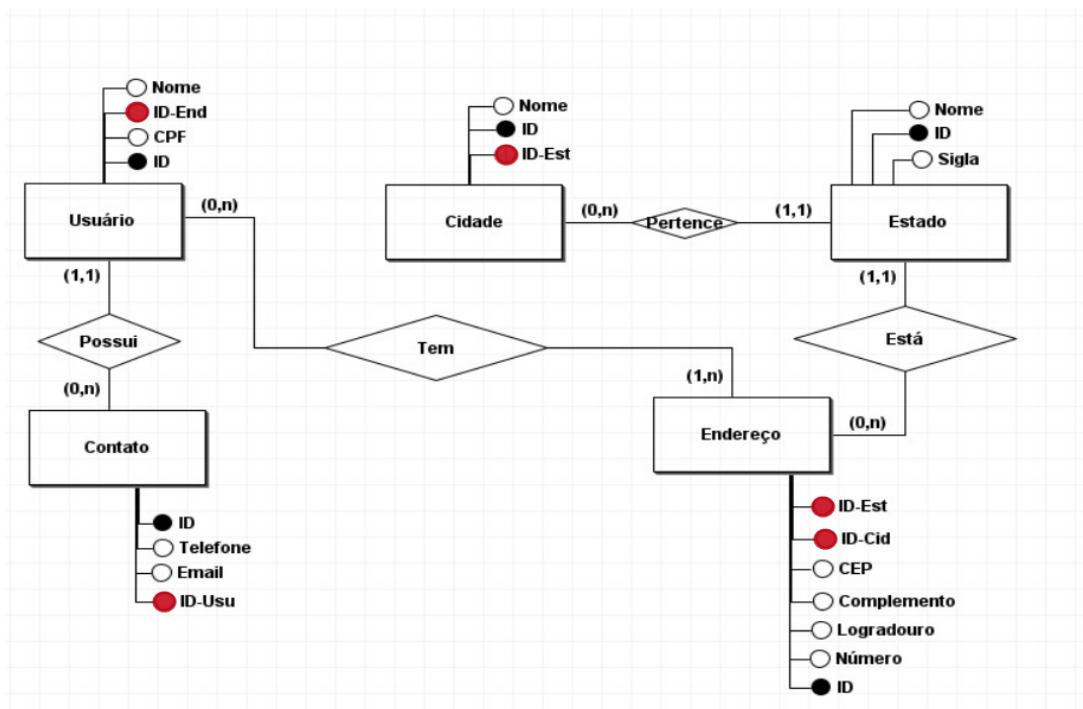 Nome
ID-End
CPF
ID
Usuário
(0,n)
(1,1)
Possui
(0,n)
Contato
ID
Telefone
Email
ID-Usu
Nome
ID
ID-Est
Cidade
(0,n)
Pertence
(1,1)
Nome
ID
Sigla
Estado
(1,1)
Está
(0,n)
Tem
(1,n)
Endereço
ID-Est
ID-Cid
CEP
Complemento
Logradouro
Número
ID